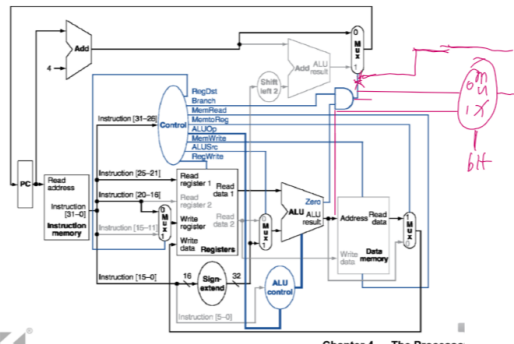 0
M
u
x
1
Add
ALU
result
Add
4
Shift
left 2
RegDst
Branch
MemRead
MemtoReg
ALUOp
MemWrite
ALUSrc
RegWrite
Control
Instruction [31–26]
PC
Read
address
Instruction
[31–0]
Instruction
memory
Instruction [25–21]
Instruction [20–16]
Instruction [15–11]
Instruction [15–0]
Instruction [5–0]
0
M
u
x
1
Read
register 1
Read
register 2
Write
register
Write
data
Read
data 1
Read
data 2
Registers
0
M
u
x
1
Zero
ALU
ALU
result
Address
Read
data
Write
data
Data
memory
1
M
u
x
0
16
32
Sign-
extend
ALU
control
0
m
u
x
1
Chapter 4
The Processor